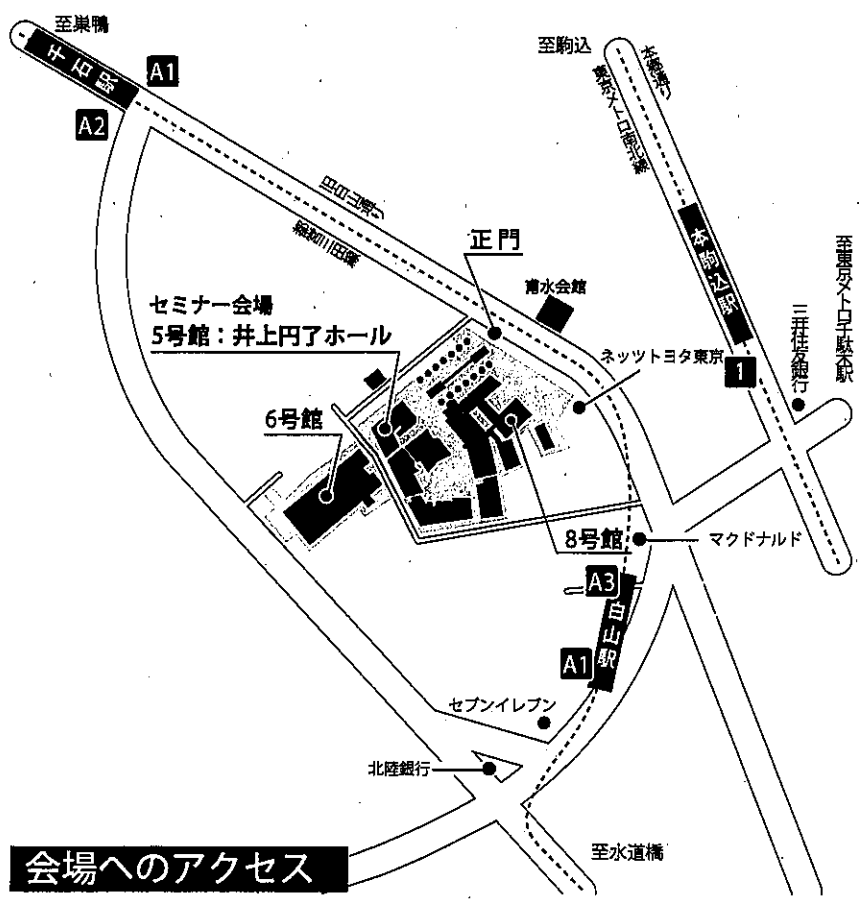 至巣鴨
千石駅
A1
A2
至駒込
本郷通り
東京メトロ南北線
旧白山通り
都営三田線
正門
甫水会館
本駒込駅
1
至東京メトロ千駄木駅
三井住友銀行
セミナー会場
5号館：井上円了ホール
ネッツトヨタ東京
6号館
8号館
マクドナルド
A3
白山駅
A1
セブンイレブン
北陸銀行
至水道橋
会場へのアクセス